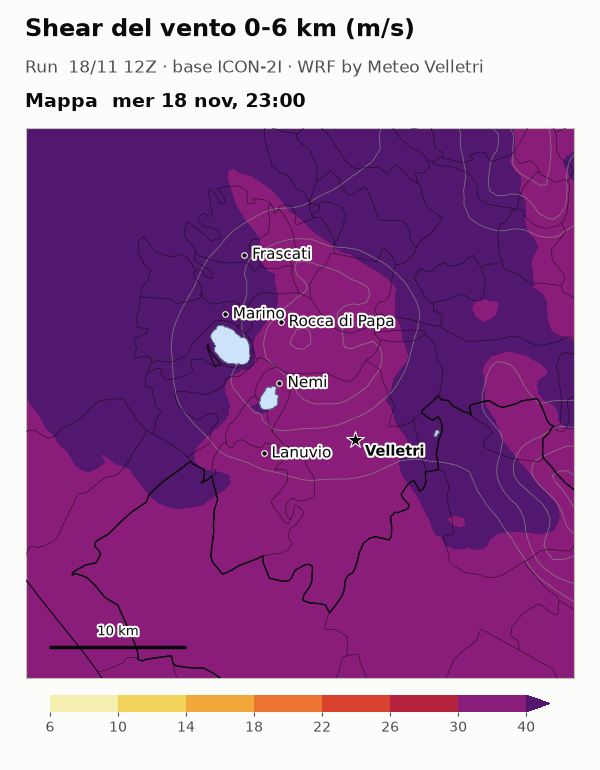 Shear del vento 0-6 km (m/s)
Run  18/11 12Z · base ICON-2I · WRF by Meteo Velletri
Mappa  mer 18 nov, 23:00
Frascati
Marino
Rocca di Papa
Nemi
Lanuvio
Velletri
10 km
6 10 14 18 22 26 30 40